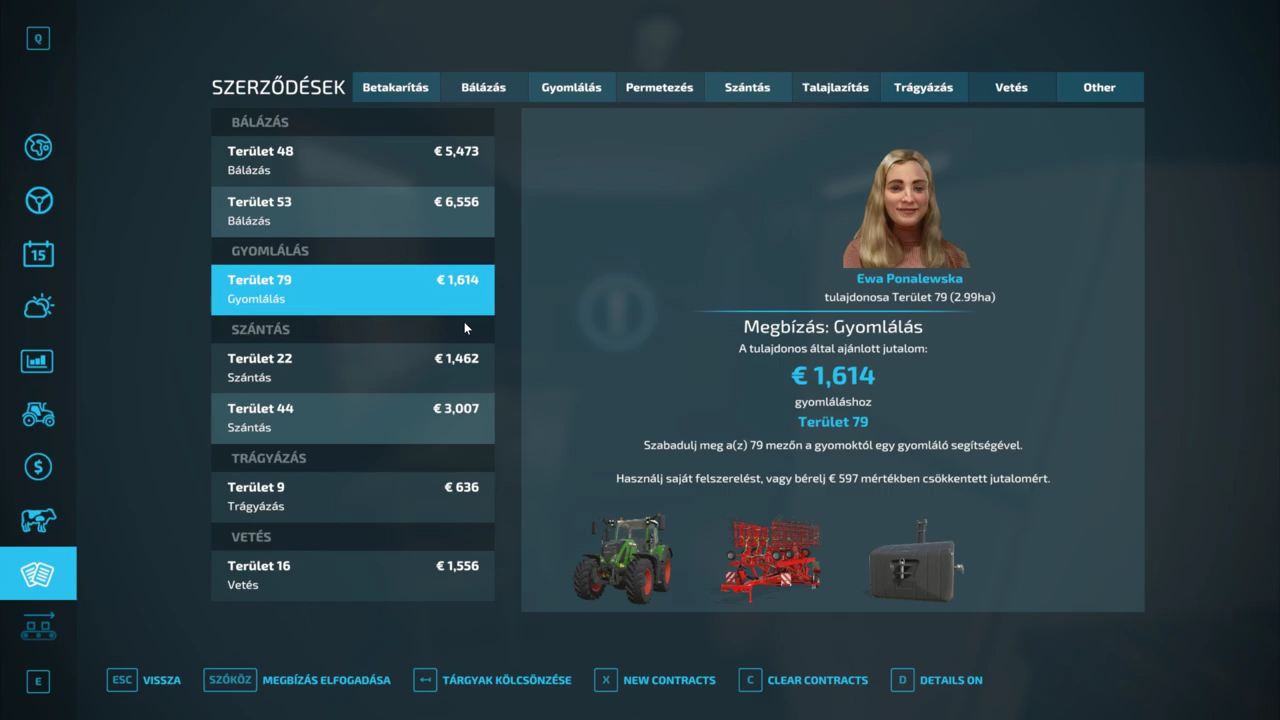 Q
SZERZŐDÉSEK
Betakarítás
Bálázás
Gyomlálás
Permetezés
Szántás
Talajlazítás
Trágyázás
Vetés
Other
BÁLÁZÁS
Terület 48 € 5,473
Bálázás
Terület 53 € 6,556
Bálázás
GYOMLÁLÁS
Terület 79 € 1,614
Gyomlálás
SZÁNTÁS
Terület 22 € 1,462
Szántás
Terület 44 € 3,007
Szántás
TRÁGYÁZÁS
Terület 9 € 636
Trágyázás
VETÉS
Terület 16 € 1,556
Vetés
Ewa Ponalewska
tulajdonosa Terület 79 (2.99ha)
Megbízás: Gyomlálás
A tulajdonos által ajánlott jutalom:
€ 1,614
gyomláláshoz
Terület 79
Szabadulj meg a(z) 79 mezőn a gyomoktól egy gyomláló segítségével.
Használj saját felszerelést, vagy bérelj € 597 mértékben csökkentett jutalomért.
15
$
E
ESC VISSZA
SZÓKÖZ MEGBÍZÁS ELFOGADÁSA
TÁRGYAK KÖLCSÖNZÉSE
X NEW CONTRACTS
C CLEAR CONTRACTS
D DETAILS ON